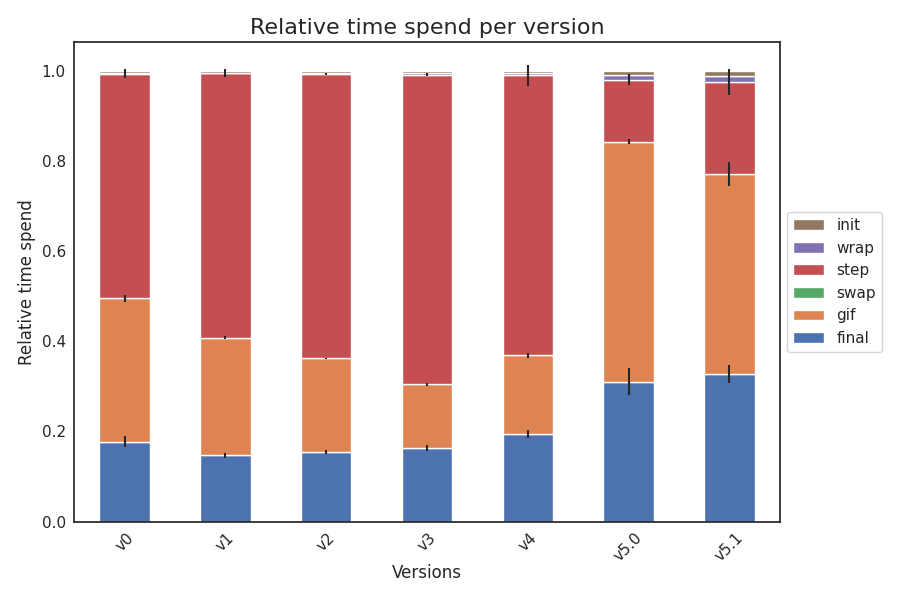 Relative time spend per version
Relative time spend
1.0
0.8
0.6
0.4
0.2
0.0
v0
v1
v2
v3
v4
v5.0
v5.1
Versions
init
wrap
step
swap
gif
final